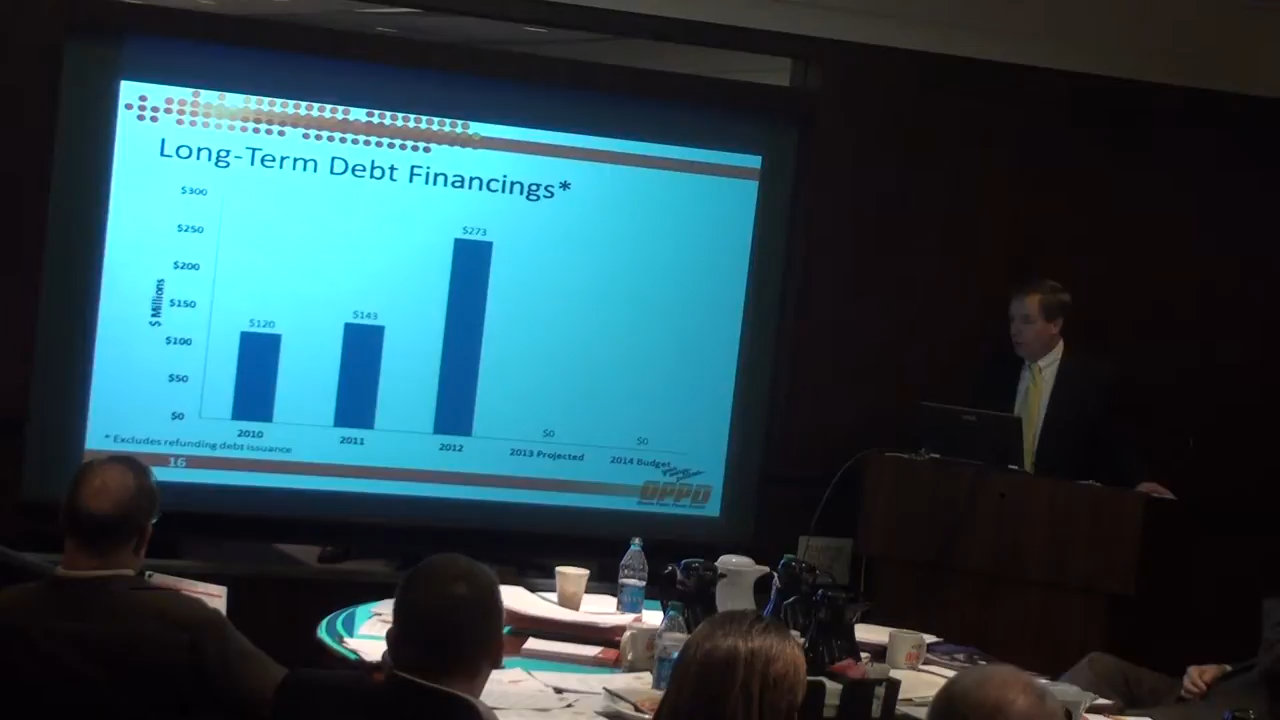 Long-Term Debt Financings*
$300
$250
$200
$150
$100
$50
$0
$ Millions
$120
$143
$273
$0
$0
2010
2011
2012
2013 Projected
2014 Budget
* Excludes refunding debt issuance
16
OPPD